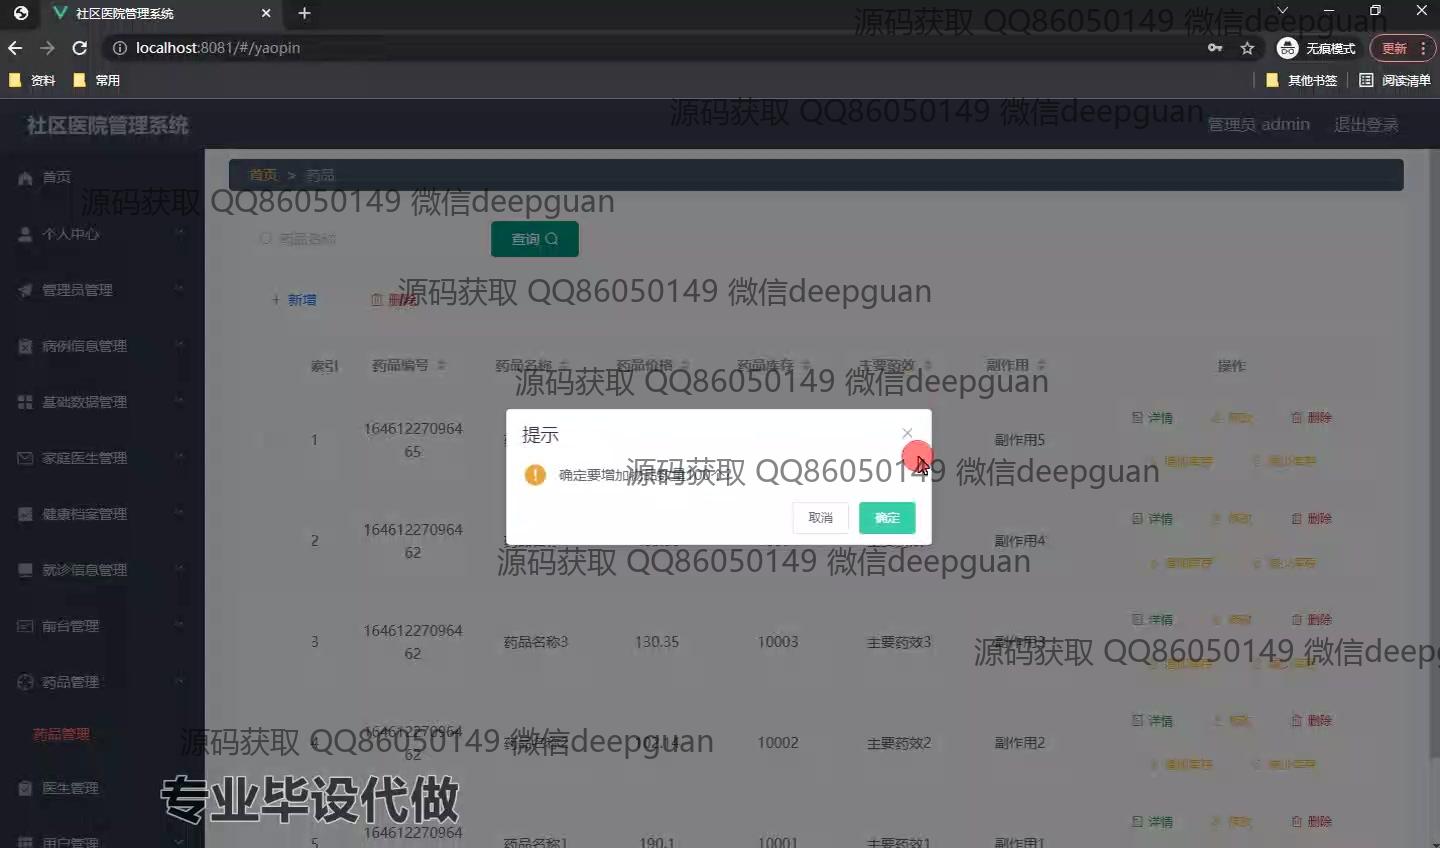 社区医院管理系统
localhost:8081/#/yaopin
无痕模式
更新
资料
常用
其他书签
阅读清单
源码获取 QQ86050149 微信deepguan
社区医院管理系统
源码获取 QQ86050149 微信deepguan
管理员 admin
退出登录
首页
首页 > 药品
源码获取 QQ86050149 微信deepguan
个人中心
药品名称
查询
管理员管理
新增
删除
源码获取 QQ86050149 微信deepguan
病例信息管理
索引 药品编号 药品名称 药品价格 药品库存 主要药效 副作用 操作
源码获取 QQ86050149 微信deepguan
基础数据管理
1 164612270964
65
副作用5
详情 修改 删除
增加库存 减少库存
提示
确定要增加
源码获取 QQ86050149 微信deepguan
取消
确定
家庭医生管理
健康档案管理
2 164612270964
62
副作用4
详情 修改 删除
增加库存 减少库存
源码获取 QQ86050149 微信deepguan
就诊信息管理
前台管理
3 164612270964
62
药品名称3 130.35 10003 主要药效3 副作用3
详情 修改 删除
源码获取 QQ86050149 微信deep
药品管理
药品管理
4 164612270964
62
药品名称2 10002 主要药效2 副作用2
详情 修改 删除
增加库存 减少库存
源码获取 QQ86050149 微信deepguan
医生管理
专业毕设代做
用户管理
5 164612270964
药品名称1 190.1 10001 主要药效1 副作用1
详情 修改 删除